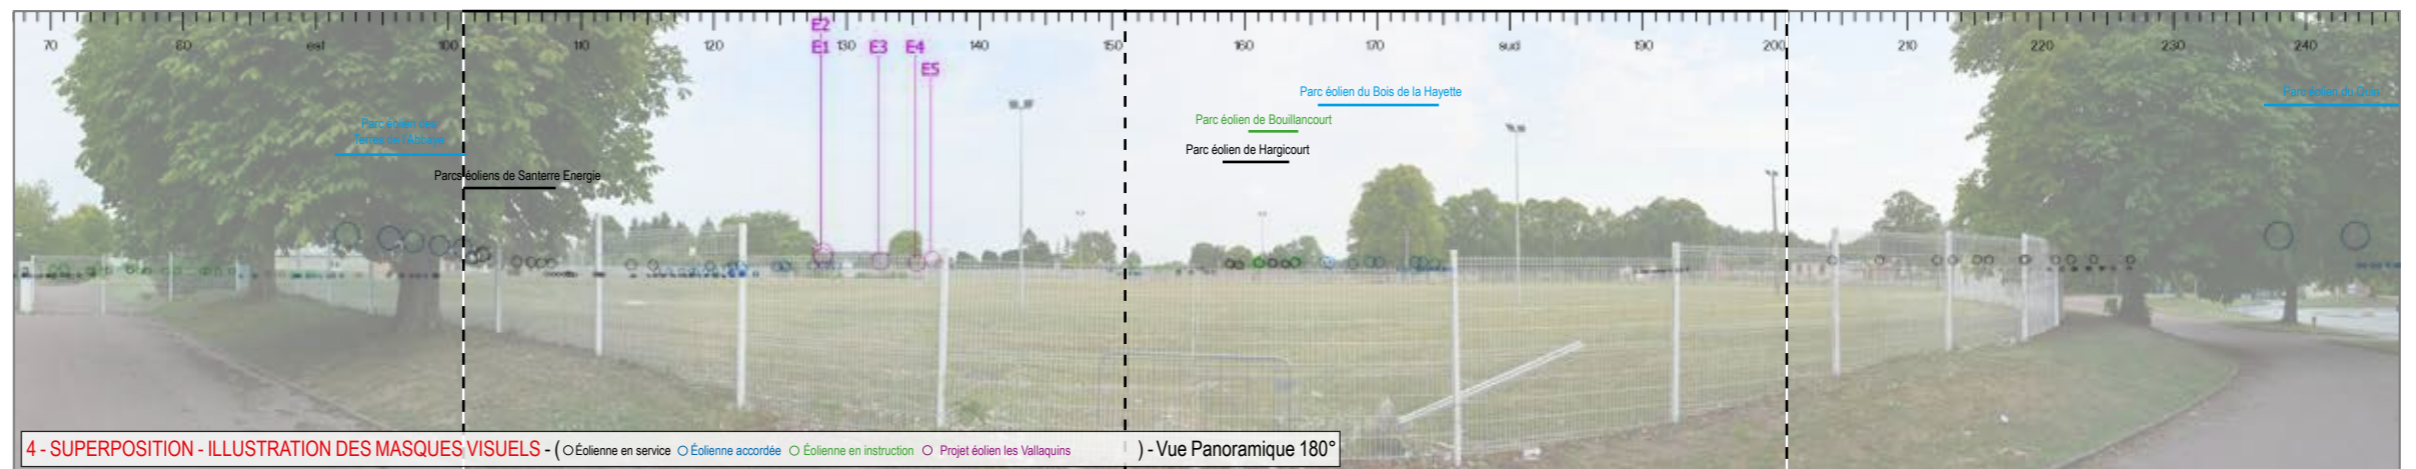 70 80 est 100 110 120 130 140 150 160 170 sud 190 200 210 220 230 240
E2
E1 E3 E4
E5
Parc éolien du Bois de la Hayette
Parc éolien du
Parc éolien de Bouillancourt
Parc éolien des
Terres de l'Abbaye
Parc éolien de Hargicourt
Parcs éoliens de Santerre Energie
4 - SUPERPOSITION - ILLUSTRATION DES MASQUES VISUELS - ( Éolienne en service Éolienne accordée Éolienne en instruction Projet éolien les Vallaquins ) - Vue Panoramique 180°